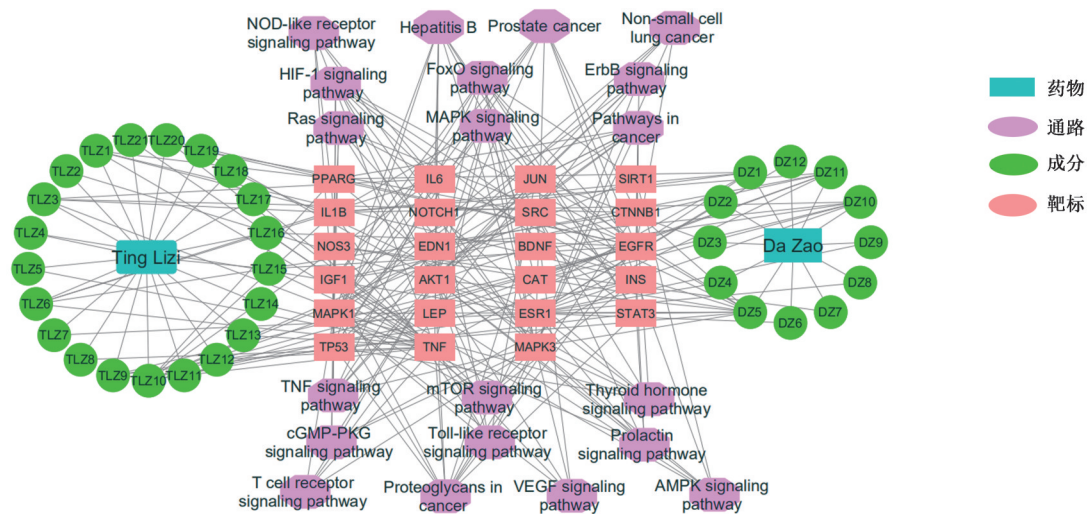 NOD-like receptor
signaling pathway
Hepatitis B
Prostate cancer
Non-small cell
lung cancer
HIF-1 signaling
pathway
FoxO signaling
pathway
ErbB signaling
pathway
Ras signaling
pathway
MAPK signaling
pathway
Pathways in
cancer
药物
通路
成分
靶标
TLZ1
TLZ21
TLZ20
TLZ19
TLZ18
TLZ17
TLZ16
TLZ15
TLZ14
TLZ13
TLZ12
TLZ11
TLZ10
TLZ9
TLZ8
TLZ7
TLZ6
TLZ5
TLZ4
TLZ3
TLZ2
Ting Lizi
PPARG
IL6
JUN
SIRT1
IL1B
NOTCH1
SRC
CTNNB1
NOS3
EDN1
BDNF
EGFR
IGF1
AKT1
CAT
INS
MAPK1
LEP
ESR1
STAT3
TP53
TNF
MAPK3
DZ1
DZ12
DZ11
DZ10
DZ9
DZ8
DZ7
DZ6
DZ5
DZ4
DZ3
DZ2
Da Zao
TNF signaling
pathway
mTOR signaling
pathway
Thyroid hormone
signaling pathway
cGMP-PKG
signaling pathway
Toll-like receptor
signaling pathway
Prolactin
signaling pathway
T cell receptor
signaling pathway
Proteoglycans in
cancer
VEGF signaling
pathway
AMPK signaling
pathway